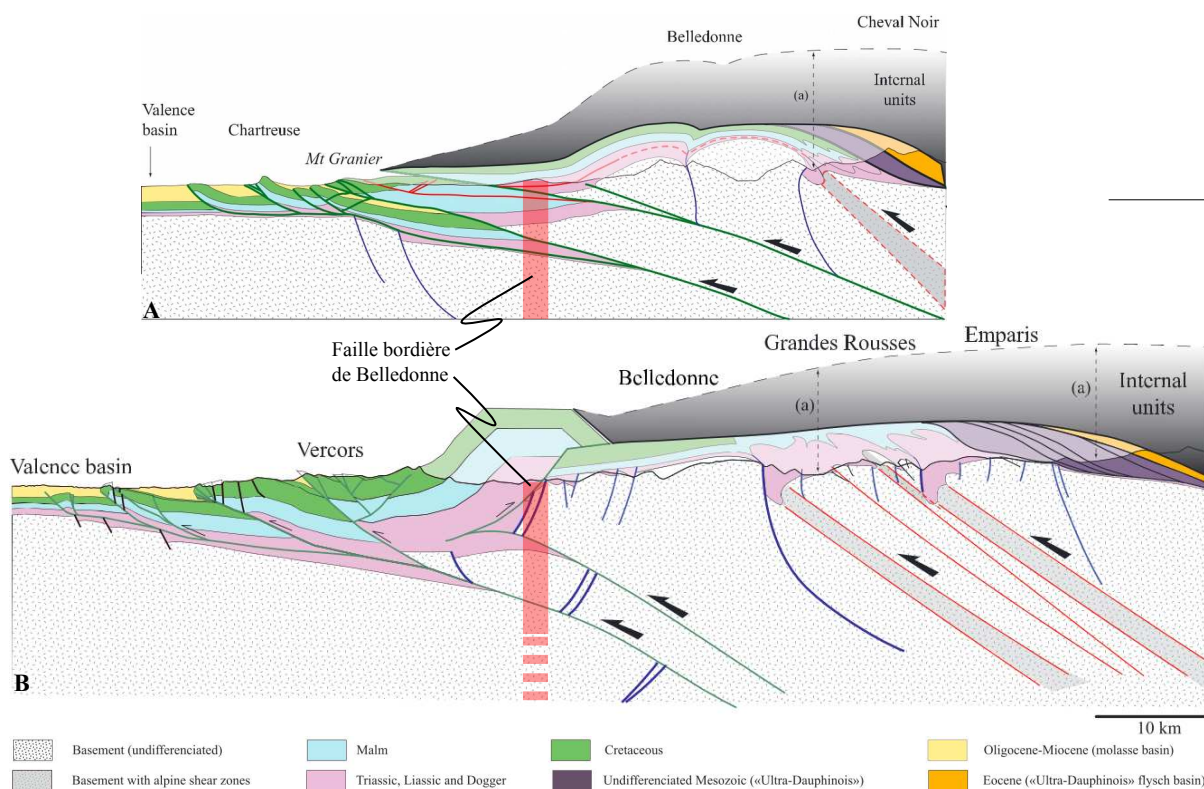 Cheval Noir
Belledonne
(a)
Internal
units
Valence
basin
Chartreuse
Mt Granier
A
Faille bordière
de Belledonne
Grandes Rousses
Emparis
Belledonne
(a)
(a)
Internal
units
Vercors
Valence basin
B
10 km
Basement (undifferenciated)
Malm
Cretaceous
Oligocene-Miocene (molasse basin)
Basement with alpine shear zones
Triassic, Liassic and Dogger
Undifferenciated Mesozoic («Ultra-Dauphinois»)
Eocene («Ultra-Dauphinois» flysch basin)